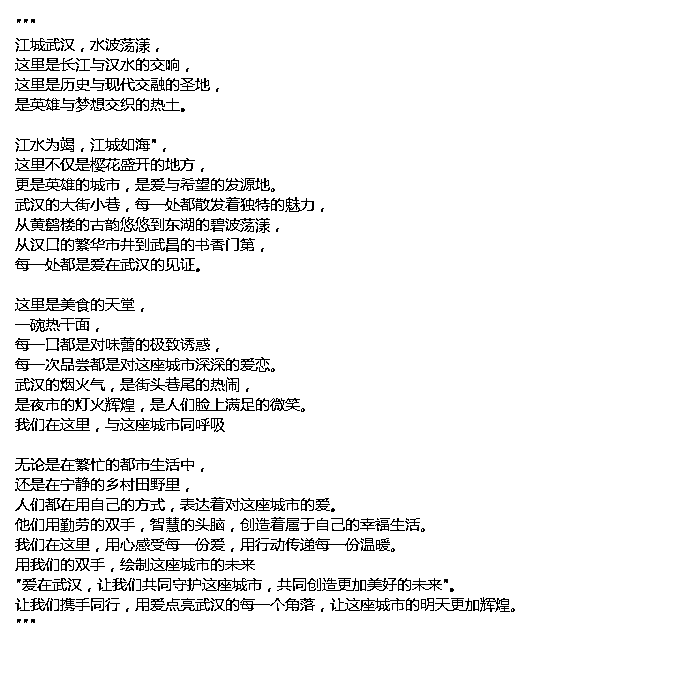 """
江城武汉，水波荡漾，
这里是长江与汉水的交响，
这里是历史与现代交融的圣地，
是英雄与梦想交织的热土。
江水为竭，江城如海"，
这里不仅是樱花盛开的地方，
更是英雄的城市，是爱与希望的发源地。
武汉的大街小巷，每一处都散发着独特的魅力，
从黄鹤楼的古韵悠悠到东湖的碧波荡漾，
从汉口的繁华市井到武昌的书香门第，
每一处都是爱在武汉的见证。
这里是美食的天堂，
一碗热干面，
每一口都是对味蕾的极致诱惑，
每一次品尝都是对这座城市深深的爱恋。
武汉的烟火气，是街头巷尾的热闹，
是夜市的灯火辉煌，是人们脸上满足的微笑。
我们在这里，与这座城市同呼吸
无论是在繁忙的都市生活中，
还是在宁静的乡村田野里，
人们都在用自己的方式，表达着对这座城市的爱。
他们用勤劳的双手，智慧的头脑，创造着属于自己的幸福生活。
我们在这里，用心感受每一份爱，用行动传递每一份温暖。
用我们的双手，绘制这座城市的未来
"爱在武汉，让我们共同守护这座城市，共同创造更加美好的未来"。
让我们携手同行，用爱点亮武汉的每一个角落，让这座城市的明天更加辉煌。
"""